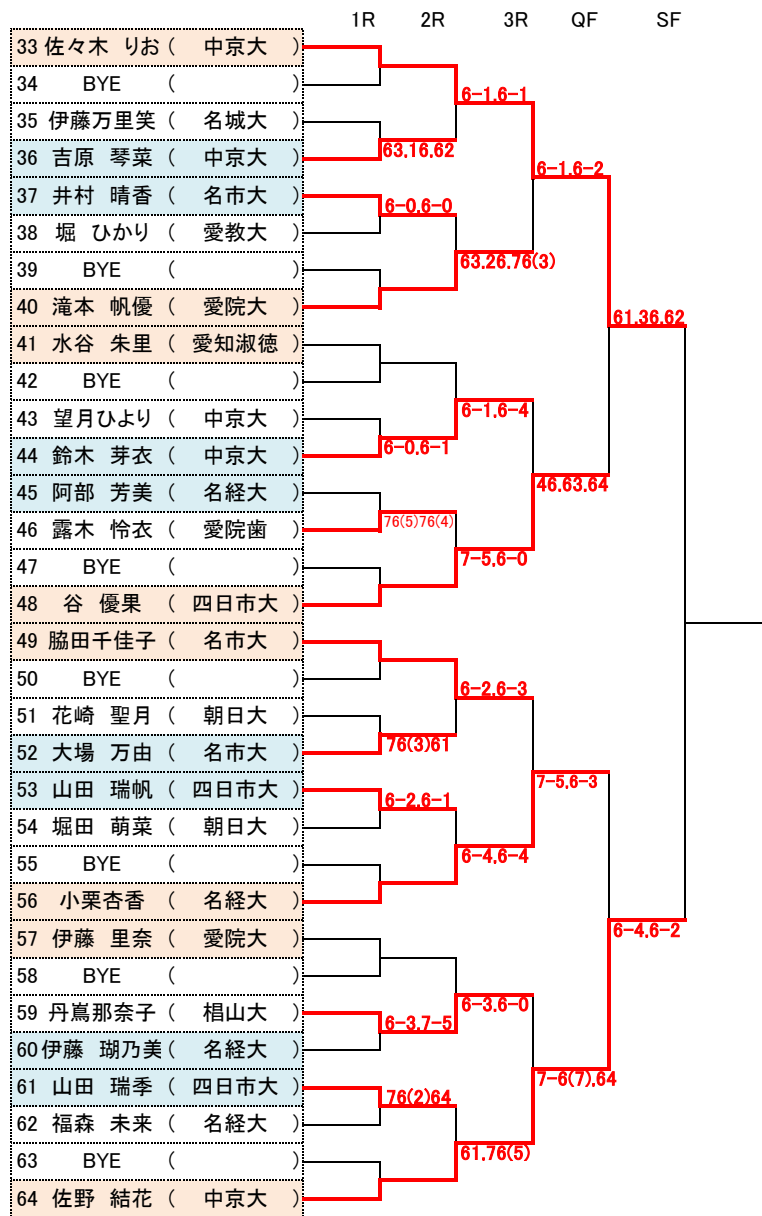 1R 2R 3R QF SF
33 佐々木 りお ( 中京大 )
34 BYE ( )
6-1.6-1
35 伊藤万里笑 ( 名城大 )
36 吉原 琴菜 ( 中京大 )
63.16.62
6-1.6-2
37 井村 晴香 ( 名市大 )
6-0.6-0
38 堀 ひかり ( 愛教大 )
39 BYE ( )
63.26.76(3)
40 滝本 帆優 ( 愛院大 )
61.36.62
41 水谷 朱里 ( 愛知淑徳 )
42 BYE ( )
43 望月ひより ( 中京大 )
6-1.6-4
44 鈴木 芽衣 ( 中京大 )
6-0.6-1
45 阿部 芳美 ( 名経大 )
46.63.64
46 露木 怜衣 ( 愛院歯 )
76(5)76(4)
47 BYE ( )
7-5.6-0
48 谷 優果 ( 四日市大 )
49 脇田千佳子 ( 名市大 )
50 BYE ( )
6-2.6-3
51 花崎 聖月 ( 朝日大 )
52 大場 万由 ( 名市大 )
76(3)61
53 山田 瑞帆 ( 四日市大 )
7-5.6-3
6-2.6-1
54 堀田 萌菜 ( 朝日大 )
55 BYE ( )
6-4.6-4
56 小栗杏香 ( 名経大 )
57 伊藤 里奈 ( 愛院大 )
6-4.6-2
58 BYE ( )
59 丹嶌那奈子 ( 椙山大 )
6-3.6-0
6-3.7-5
60 伊藤 瑚乃美 ( 名経大 )
61 山田 瑞季 ( 四日市大 )
7-6(7).64
76(2)64
62 福森 未来 ( 名経大 )
63 BYE ( )
61.76(5)
64 佐野 結花 ( 中京大 )